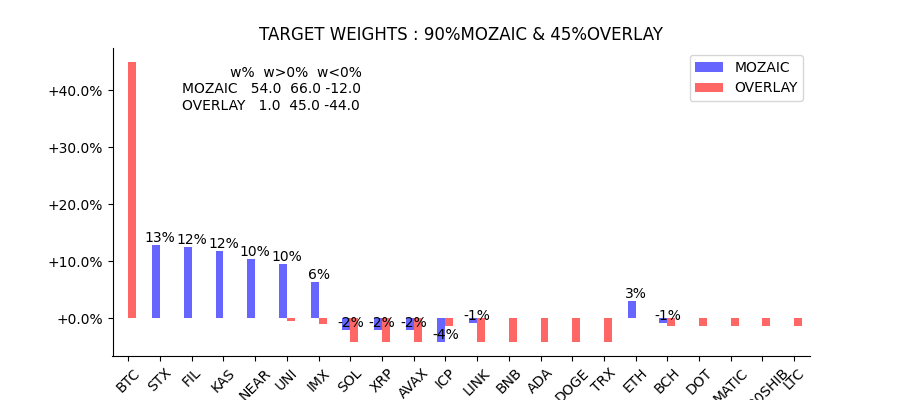 TARGET WEIGHTS : 90%MOZAIC & 45%OVERLAY
w% w>0% w<0%
MOZAIC 54.0 66.0 -12.0
OVERLAY 1.0 45.0 -44.0
MOZAIC
OVERLAY
+40.0%
+30.0%
+20.0%
+10.0%
+0.0%
13% 12% 12% 10% 10% 6% -2% -2% -2% -4% -1% 3% -1%
BTC STX FIL KAS NEAR UNI IMX SOL XRP AVAX ICP LINK BNB ADA DOGE TRX ETH BCH DOT MATIC 0SHIB LTC